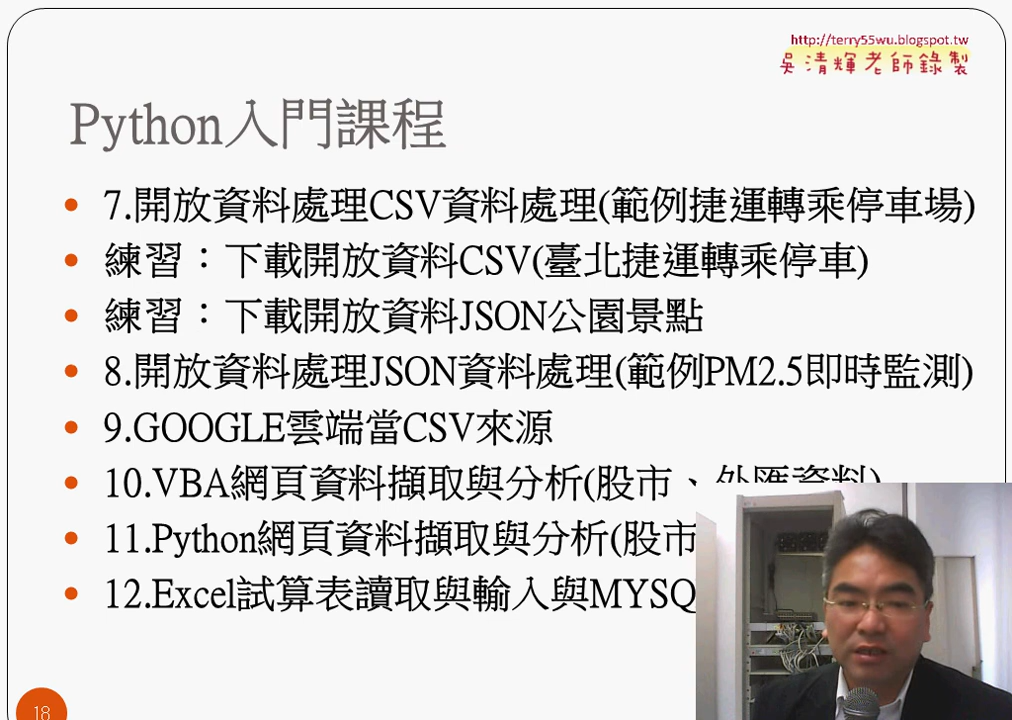 http://terry55wu.blogspot.tw
吳清輝老師錄製
Python入門課程
7.開放資料處理CSV資料處理(範例捷運轉乘停車場)
練習：下載開放資料CSV(臺北捷運轉乘停車)
練習：下載開放資料JSON公園景點
8.開放資料處理JSON資料處理(範例PM2.5即時監測)
9.GOOGLE雲端當CSV來源
10.VBA網頁資料擷取與分析(股市、外匯資料)
11.Python網頁資料擷取與分析(股市
12.Excel試算表讀取與輸入與MYSQ
18